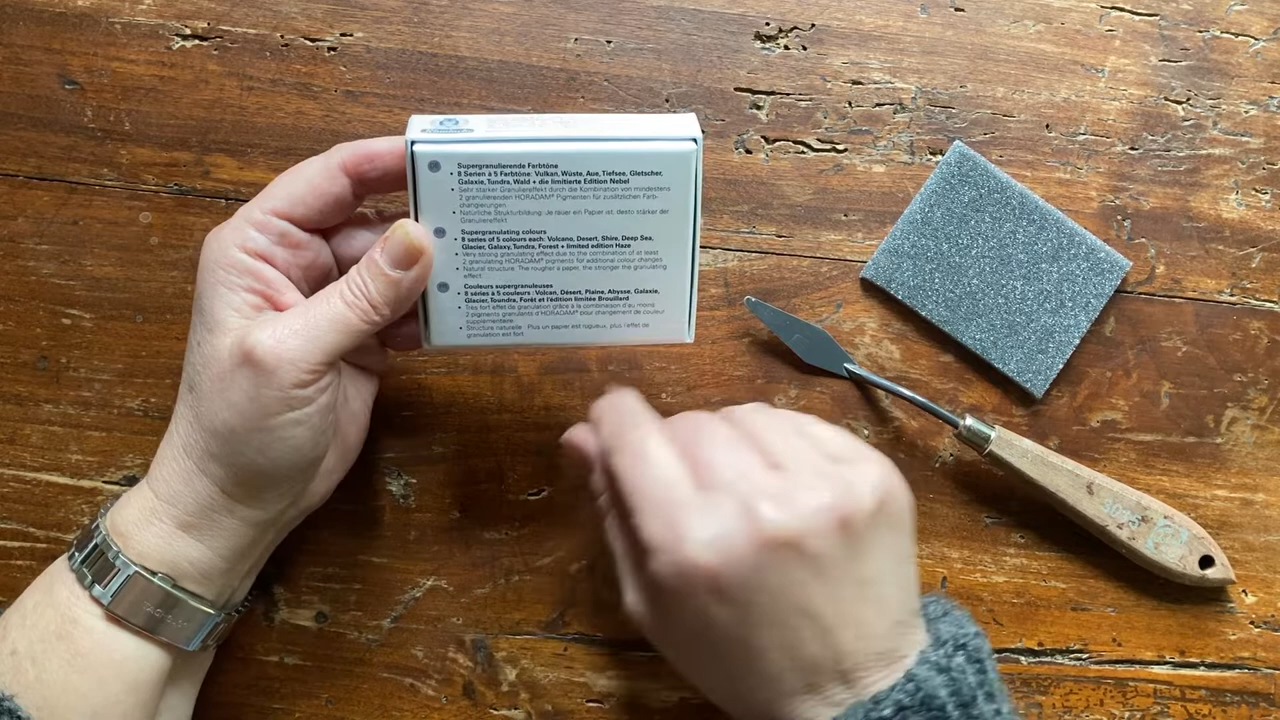 Supergranulierende Farbtöne
• 8 Serien à 5 Farbtöne: Vulkan, Wüste, Aue, Tiefsee, Gletscher,
Galaxie, Tundra, Wald + die limitierte Edition Nebel
• Sehr starker Granuliereffekt durch die Kombination von mindestens
2 granulierenden HORADAM® Pigmenten für zusätzlichen Farb-
changierungen
• Natürliche Strukturbildung: Je rauer ein Papier ist, desto stärker der
Granuliereffekt
Supergranulating colours
• 8 series of 5 colours each: Volcano, Desert, Shire, Deep Sea,
Glacier, Galaxy, Tundra, Forest + limited edition Haze
• Very strong granulating effect due to the combination of at least
2 granulating HORADAM® pigments for additional colour changes
• Natural structure: The rougher a paper, the stronger the granulating
effect
Couleurs supergranuleuses
• 8 séries à 5 couleurs : Volcan, Désert, Plaine, Abysse, Galaxie,
Glacier, Toundra, Forêt et l'édition limitée Brouillard
• Très fort effet de granulation grâce à la combinaison d'au moins
2 pigments granulants d'HORADAM® pour changement de couleur
supplémentaire
• Structure naturelle : Plus un papier est rugueux, plus l'effet de
granulation est fort